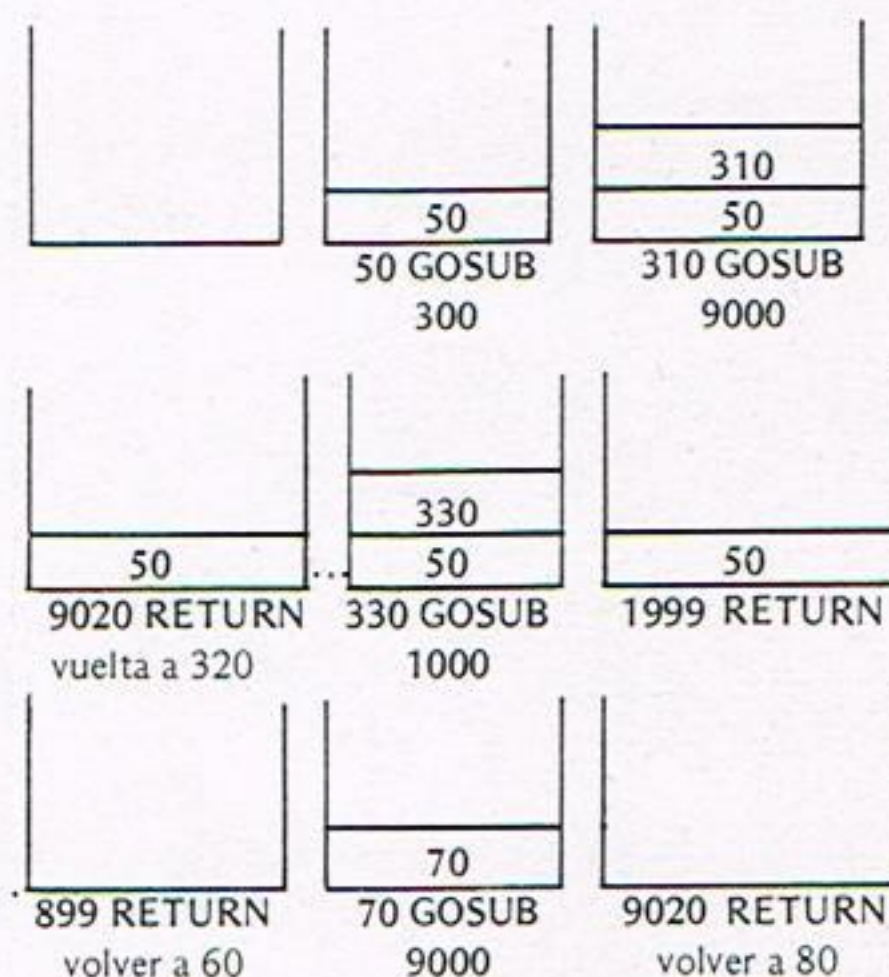 310
50 50
50 GOSUB 310 GOSUB
300 9000
330
50 ... 50 50
9020 RETURN 330 GOSUB 1999 RETURN
vuelta a 320 1000
70
899 RETURN 70 GOSUB 9020 RETURN
volver a 60 9000 volver a 80